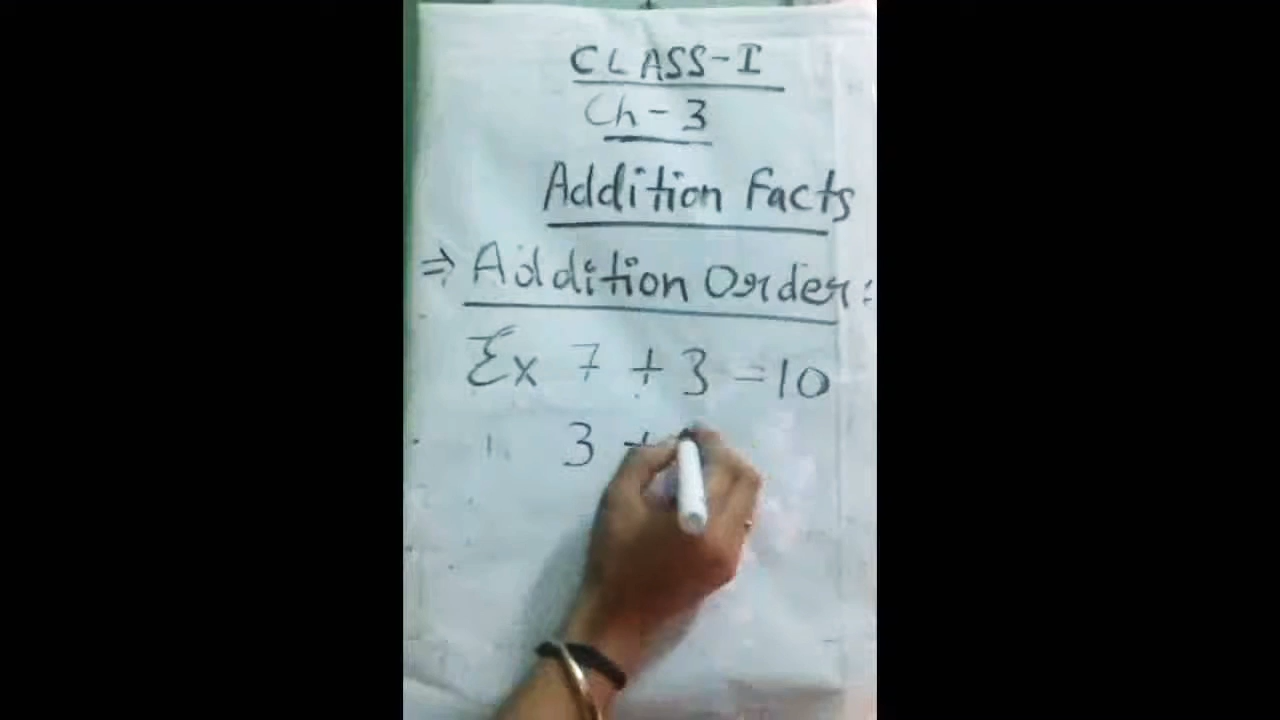 CLASS-I
Ch-3
Addition Facts
⇒ Addition Order:
Ex 7 + 3 = 10
3 +